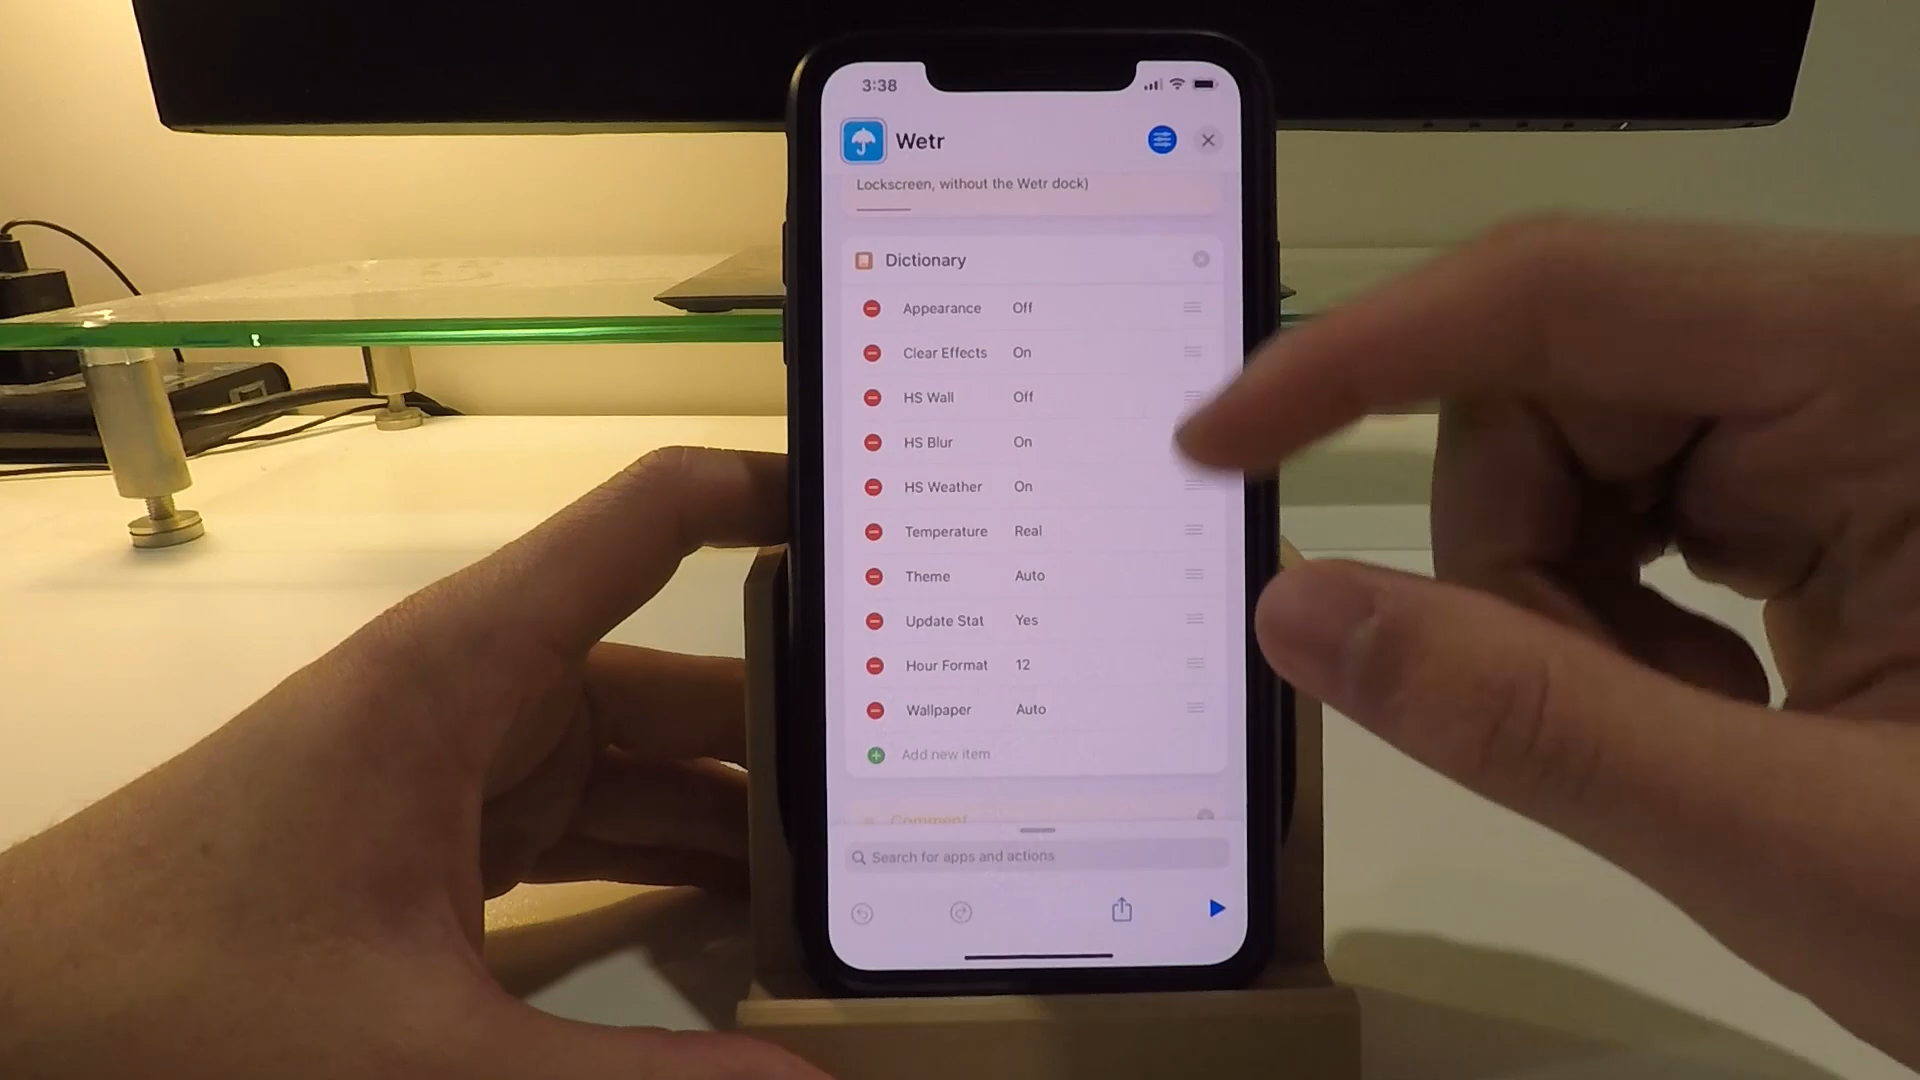 3:38
Wetr
Lockscreen, without the Wetr dock)
Dictionary
Appearance Off
Clear Effects On
HS Wall Off
HS Blur On
HS Weather On
Temperature Real
Theme Auto
Update Stat Yes
Hour Format 12
Wallpaper Auto
Add new item
Comment
Search for apps and actions